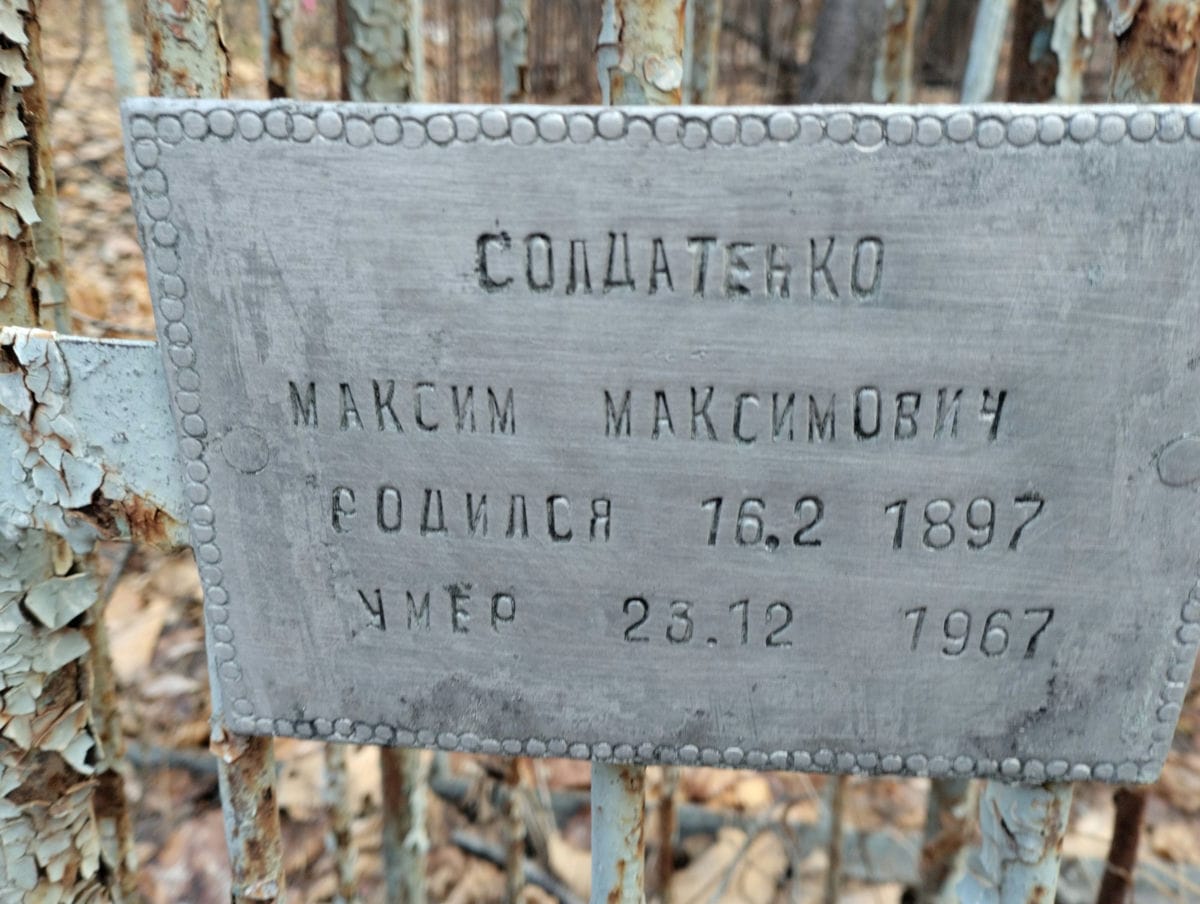 СОЛДАТЕНКО
МАКСИМ МАКСИМОВИЧ
РОДИЛСЯ 16.2 1897
УМЕР 23.12 1967